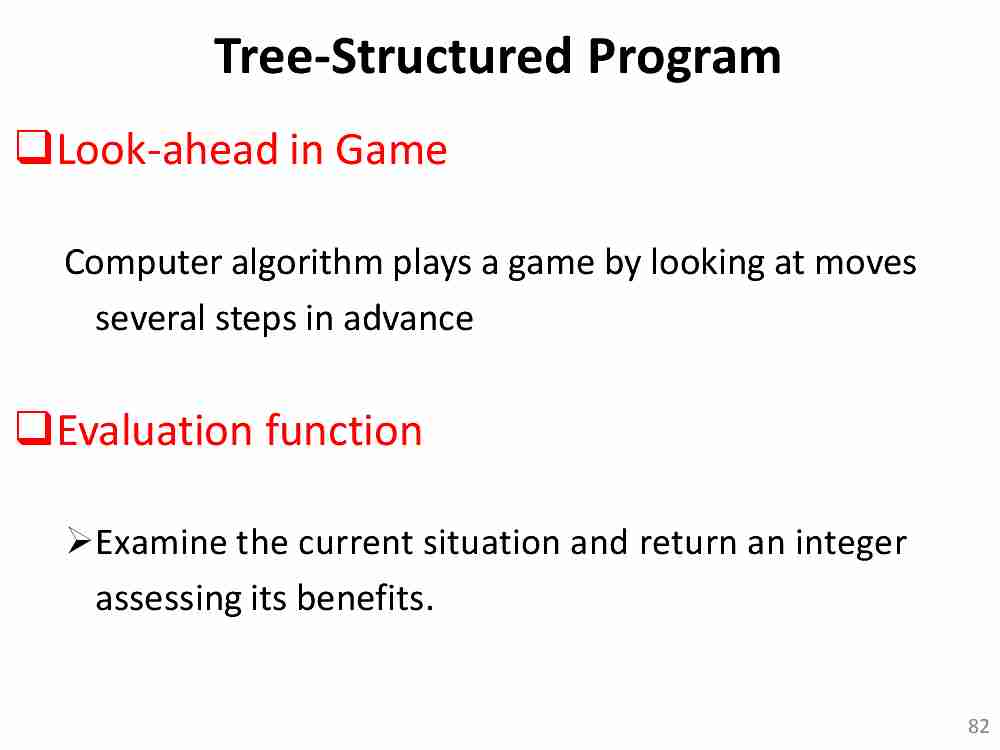 Tree-Structured Program
❑Look-ahead in Game
Computer algorithm plays a game by looking at moves
several steps in advance
❑Evaluation function
➢Examine the current situation and return an integer
assessing its benefits.
82